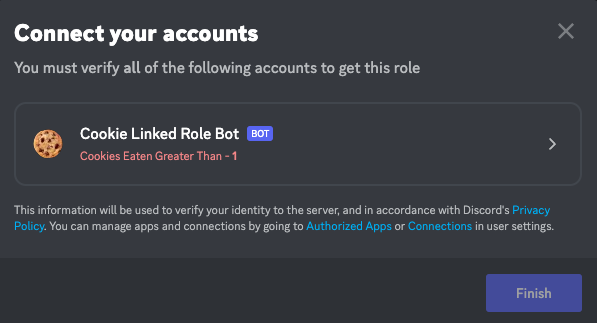 Connect your accounts
You must verify all of the following accounts to get this role
Cookie Linked Role Bot BOT
Cookies Eaten Greater Than - 1
This information will be used to verify your identity to the server, and in accordance with Discord's Privacy
Policy. You can manage apps and connections by going to Authorized Apps or Connections in user settings.
Finish